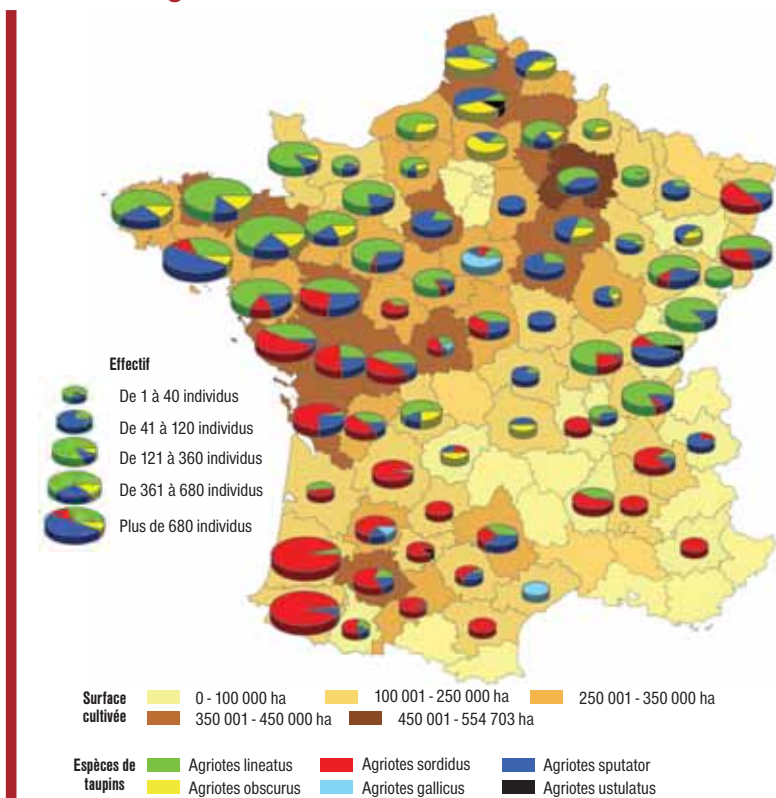 Effectif
De 1 à 40 individus
De 41 à 120 individus
De 121 à 360 individus
De 361 à 680 individus
Plus de 680 individus
Surface cultivée
0 - 100 000 ha
100 001 - 250 000 ha
250 001 - 350 000 ha
350 001 - 450 000 ha
450 001 - 554 703 ha
Espèces de taupins
Agriotes lineatus
Agriotes sordidus
Agriotes sputator
Agriotes obscurus
Agriotes gallicus
Agriotes ustulatus